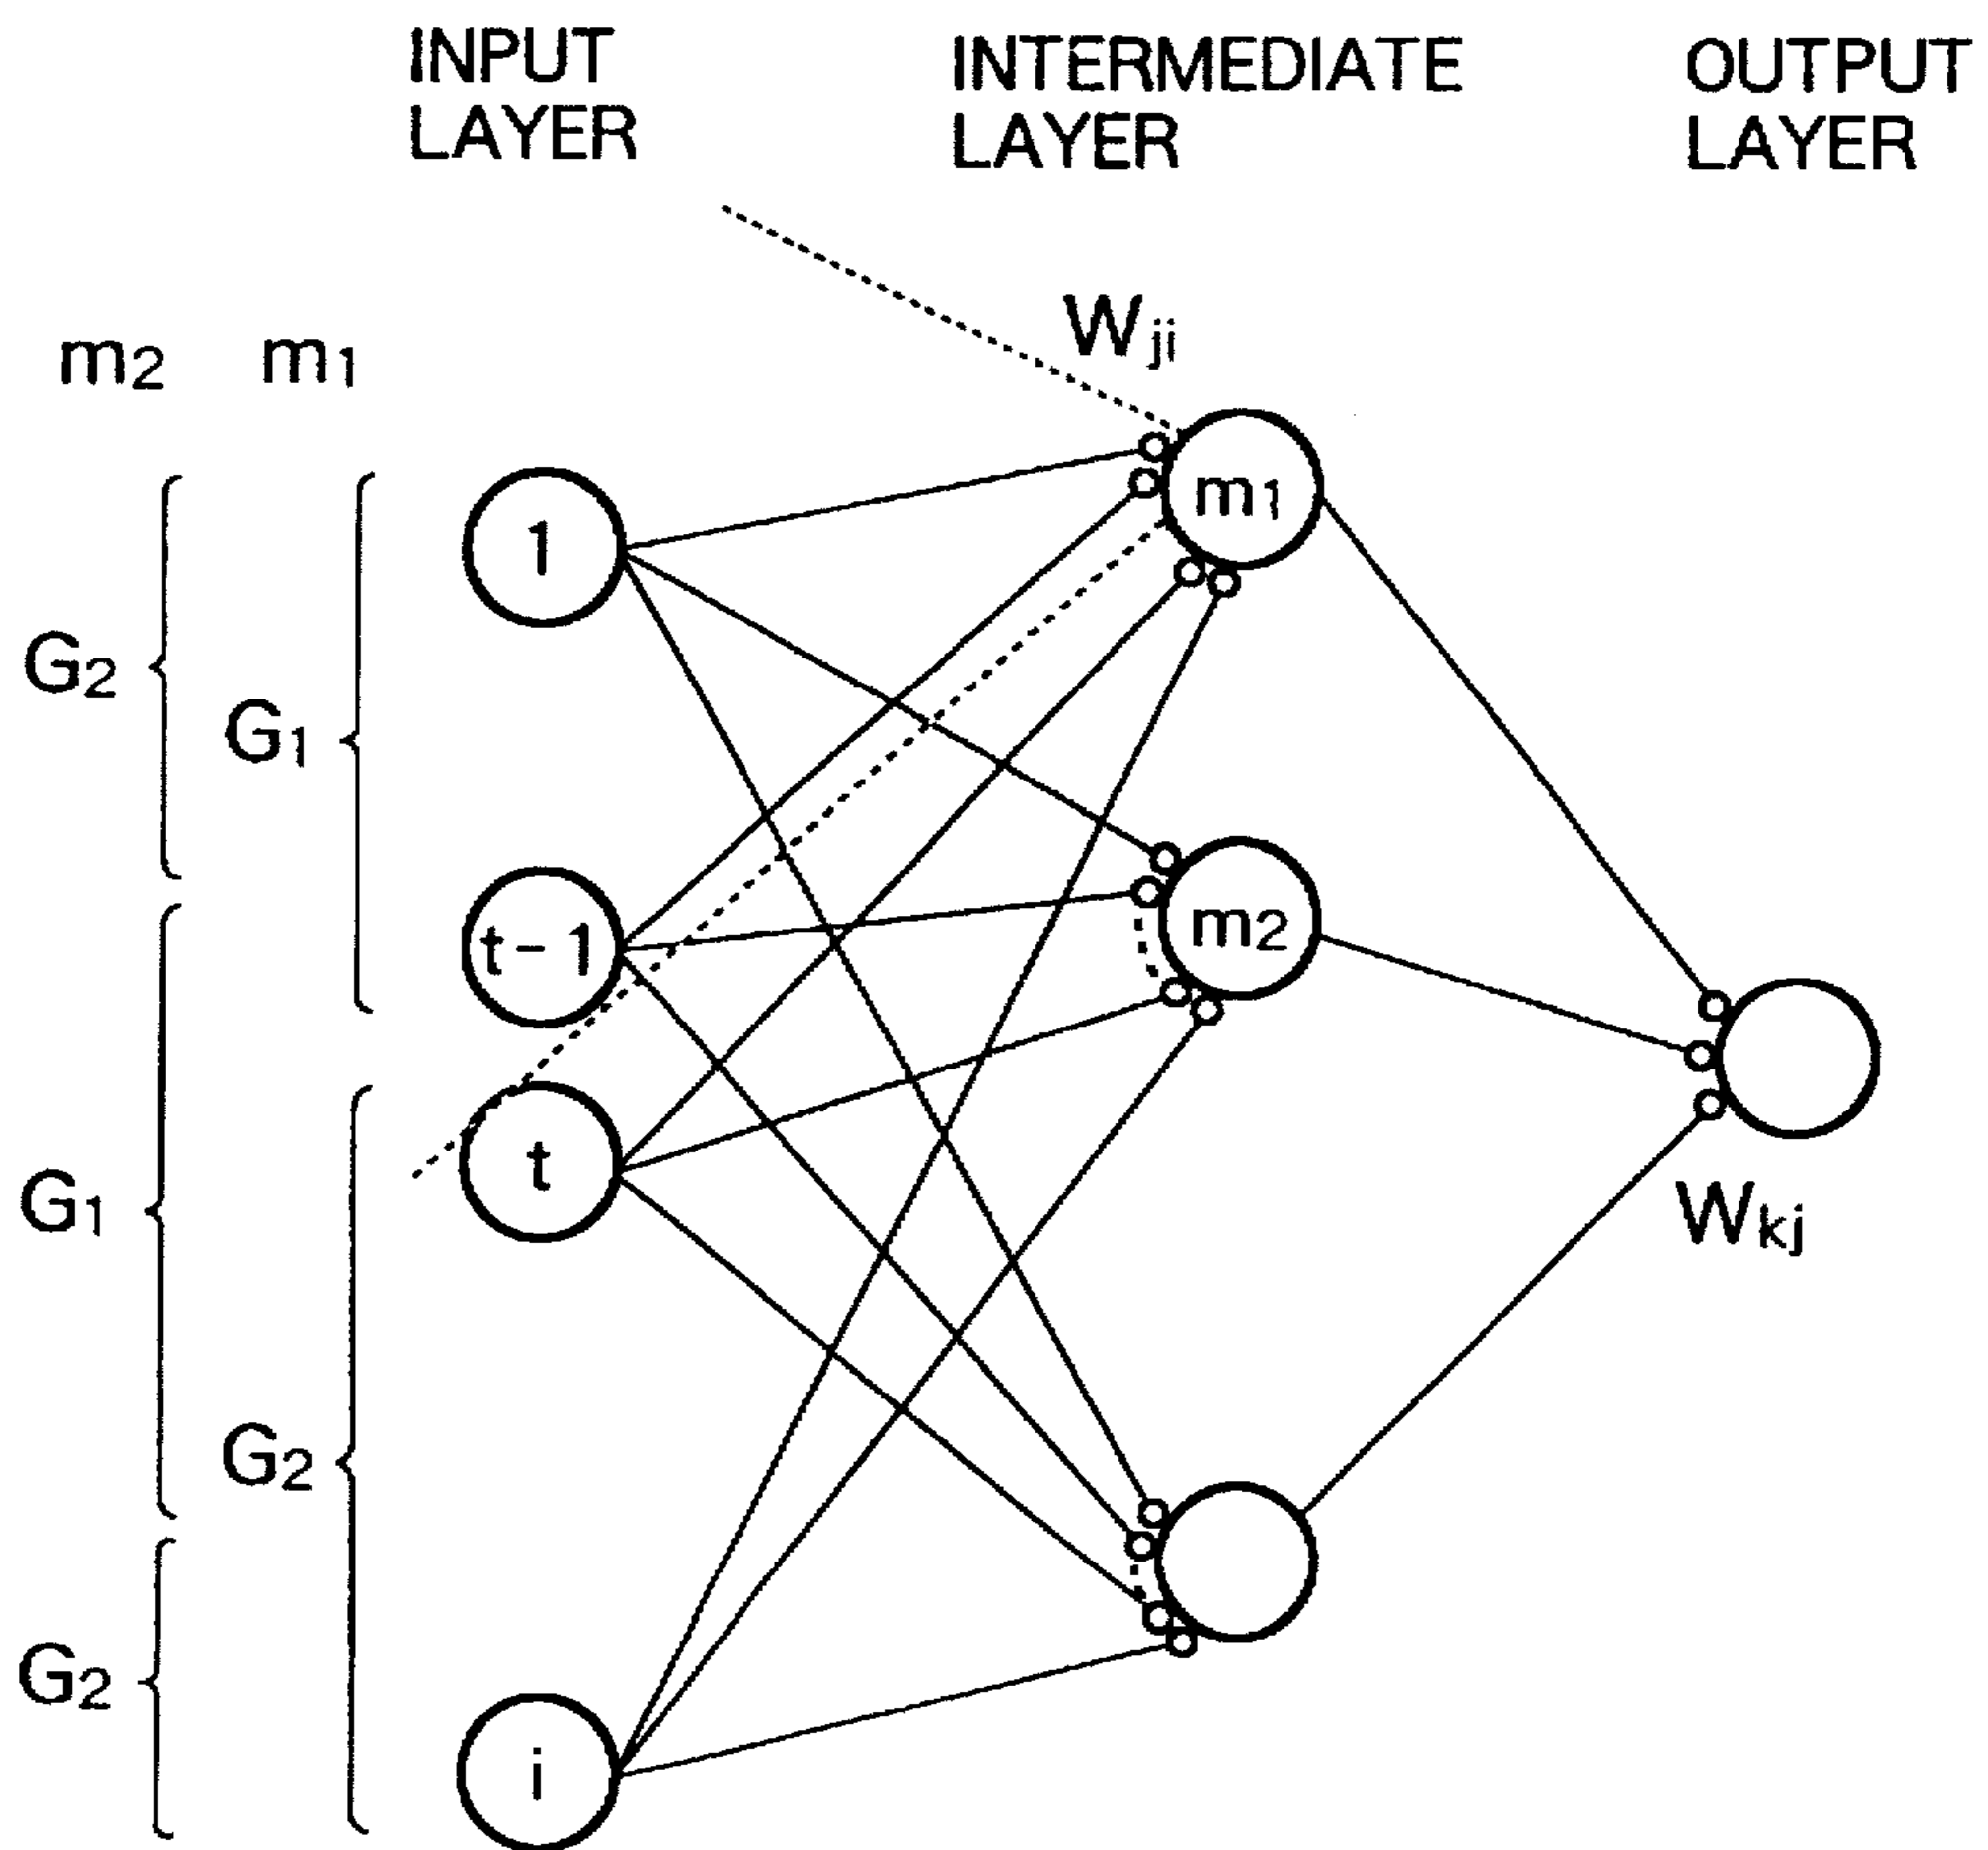 INPUT LAYER
INTERMEDIATE LAYER
OUTPUT LAYER
Wji
m2
m1
1
m1
G2
G1
t-1
m2
t
G1
Wkj
G2
G2
i